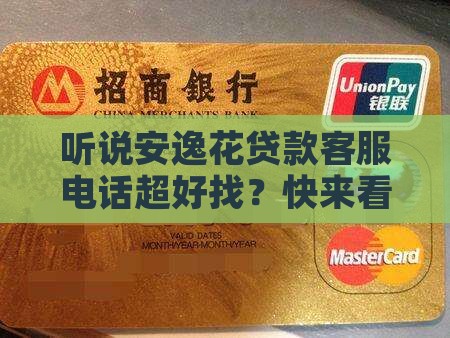 招商銀行
CHINA MERCHANTS BANK
UnionPay
银联
听说安逸花贷款客服
电话超好找？快来看
VALID DATES
MONTH/YEAR-MONTH/YEAR
MasterCard